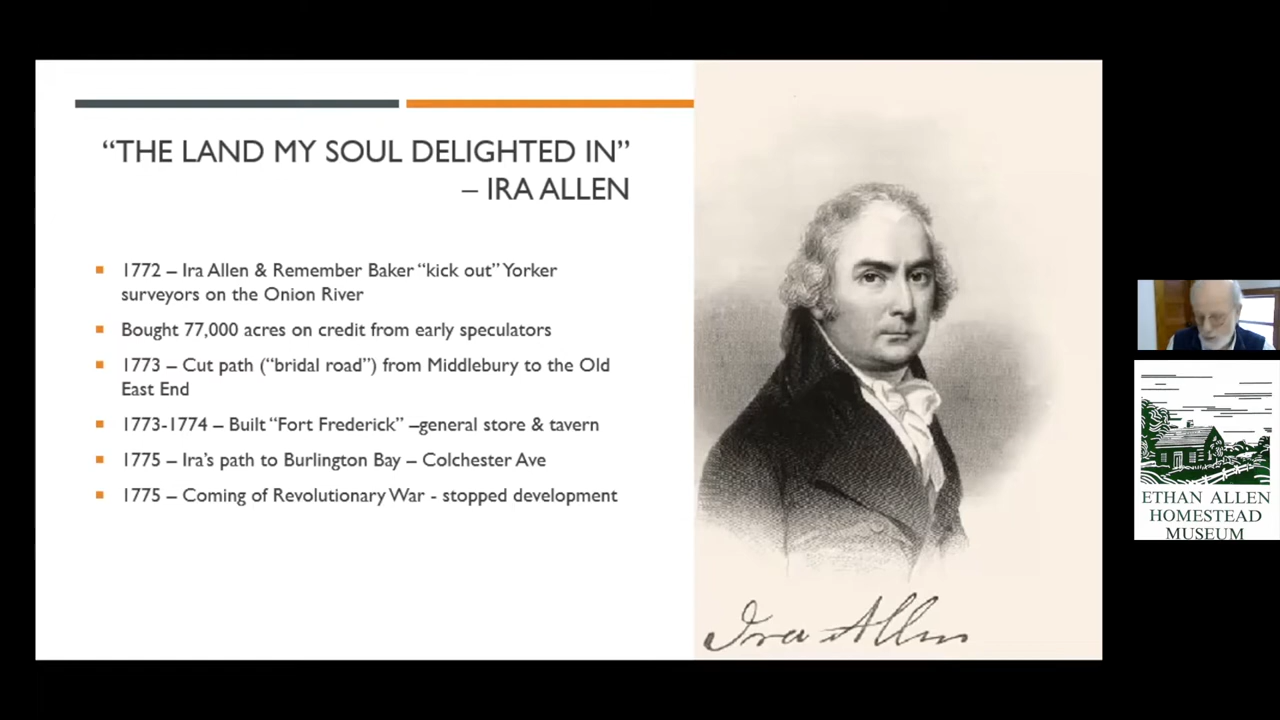 “THE LAND MY SOUL DELIGHTED IN”
– IRA ALLEN
1772 – Ira Allen & Remember Baker “kick out” Yorker
surveyors on the Onion River
Bought 77,000 acres on credit from early speculators
1773 – Cut path (“bridal road”) from Middlebury to the Old
East End
1773-1774 – Built “Fort Frederick” –general store & tavern
1775 – Ira’s path to Burlington Bay – Colchester Ave
1775 – Coming of Revolutionary War - stopped development
Ira Allen
ETHAN ALLEN
HOMESTEAD
MUSEUM